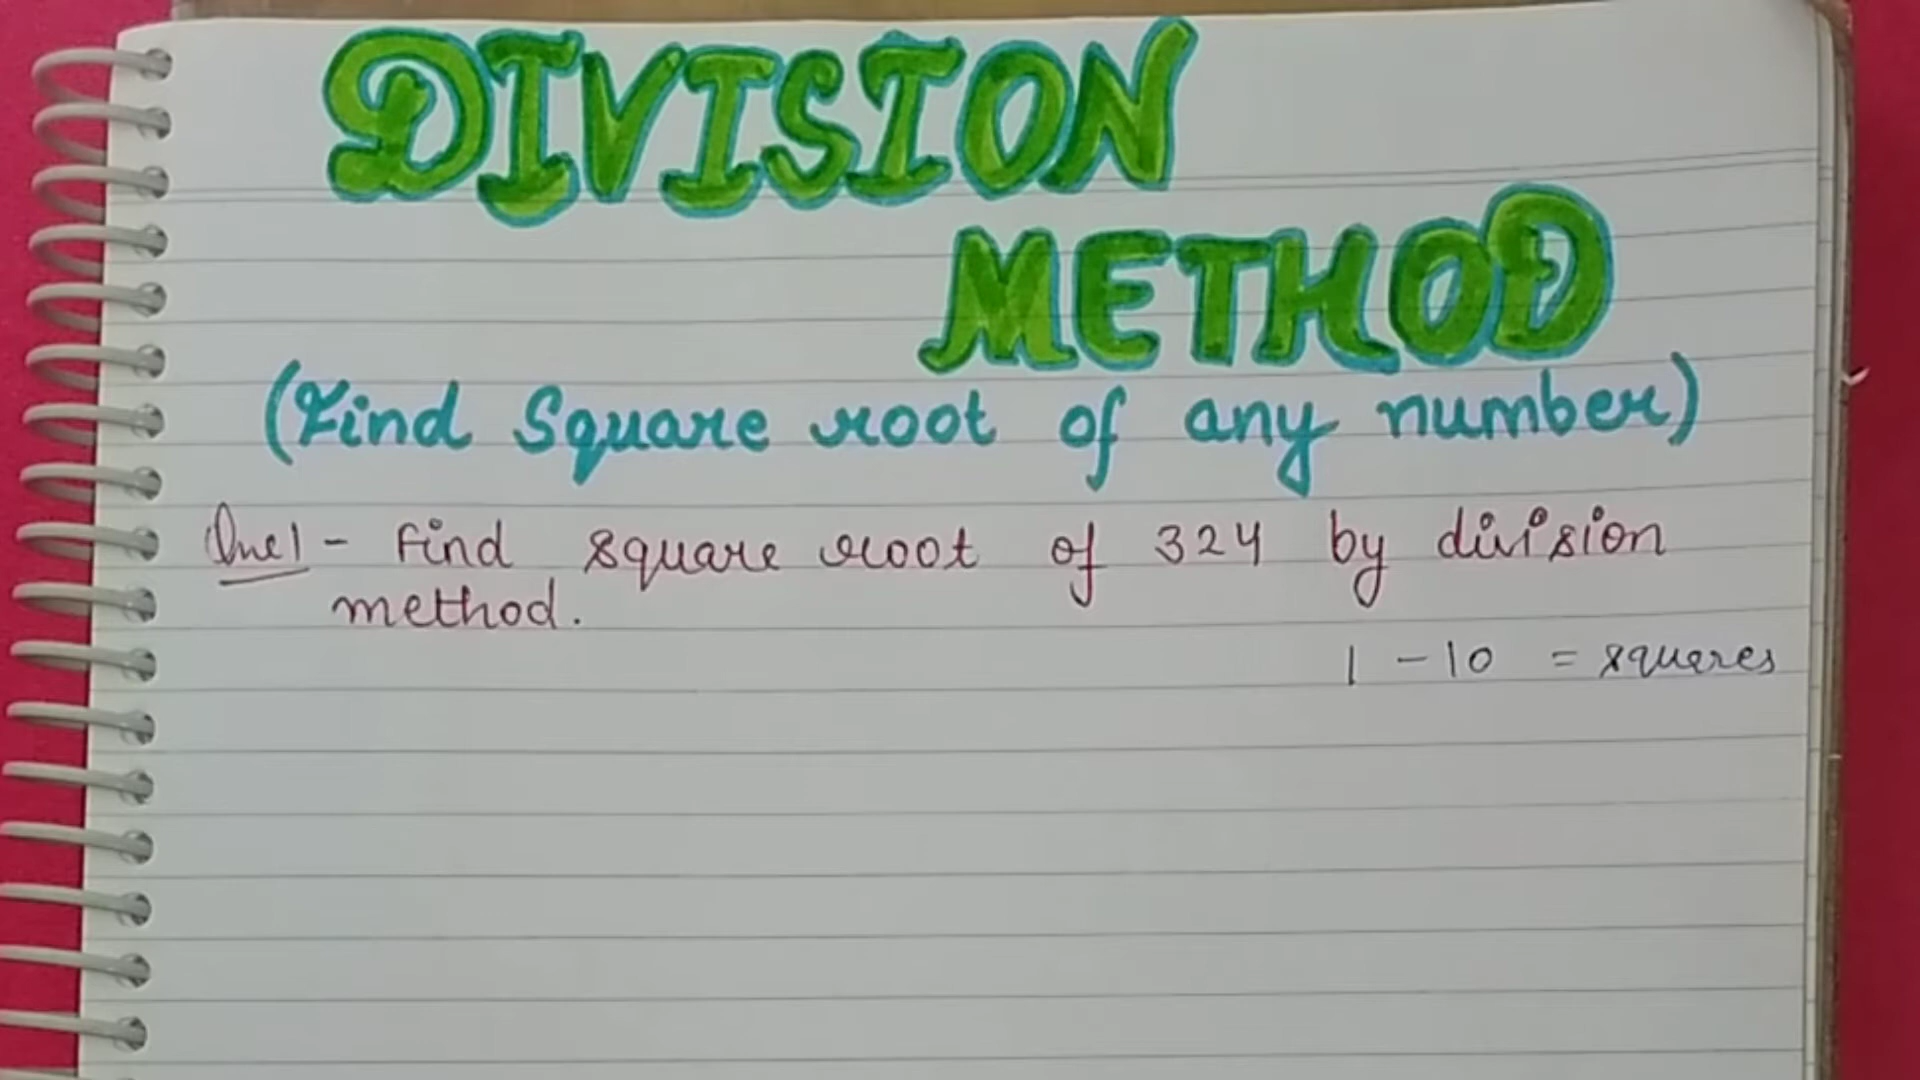 DIVISION
METHOD
(Find Square root of any number)
Que1 - Find square root of 324 by division
method.
1 - 10 = squares